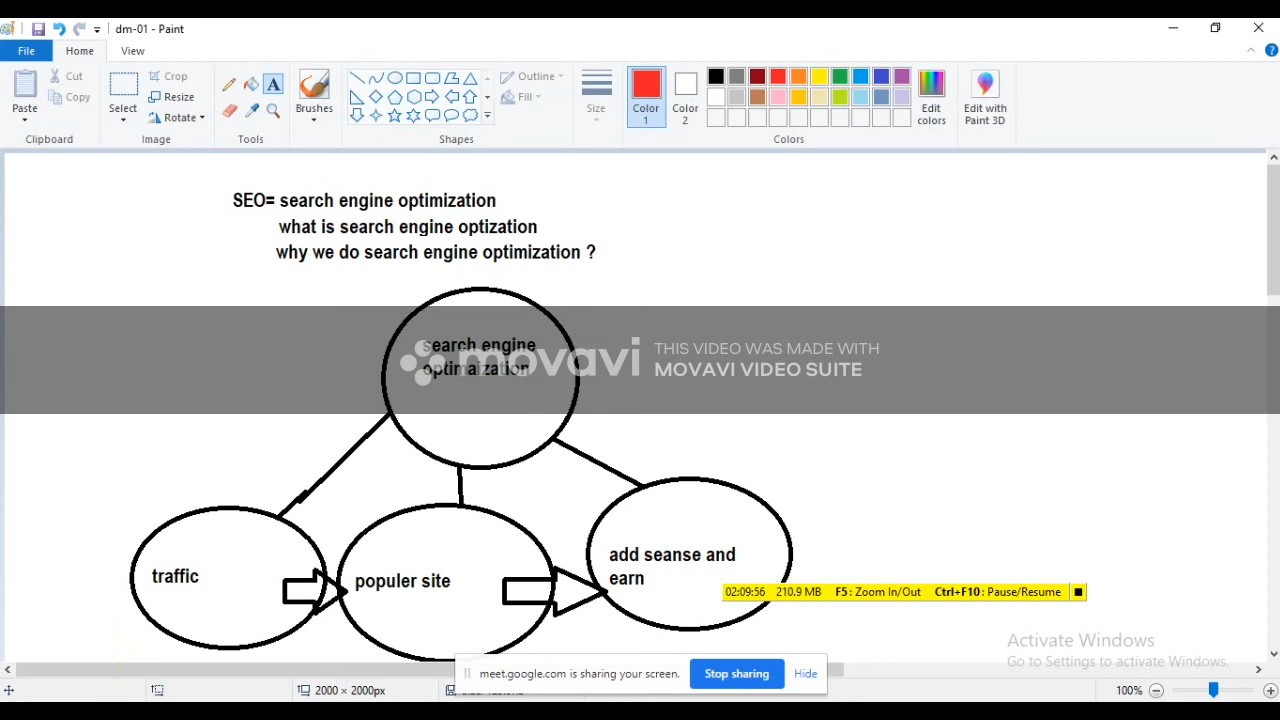 dm-01 - Paint
File
Home
View
Paste
Cut
Copy
Clipboard
Select
Crop
Resize
Rotate
Image
A
Tools
Brushes
Shapes
Outline
Fill
Size
Color 1
Color 2
Edit colors
Edit with Paint 3D
Colors
SEO= search engine optimization
what is search engine optization
why we do search engine optimization ?
search engine
optimaization
movavi
THIS VIDEO WAS MADE WITH
MOVAVI VIDEO SUITE
traffic
populer site
add seanse and
earn
02:09:56 210.9 MB F5: Zoom In/Out Ctrl+F10: Pause/Resume
Activate Windows
Go to Settings to activate Windows.
meet.google.com is sharing your screen. Stop sharing Hide
2000 × 2000px
100%